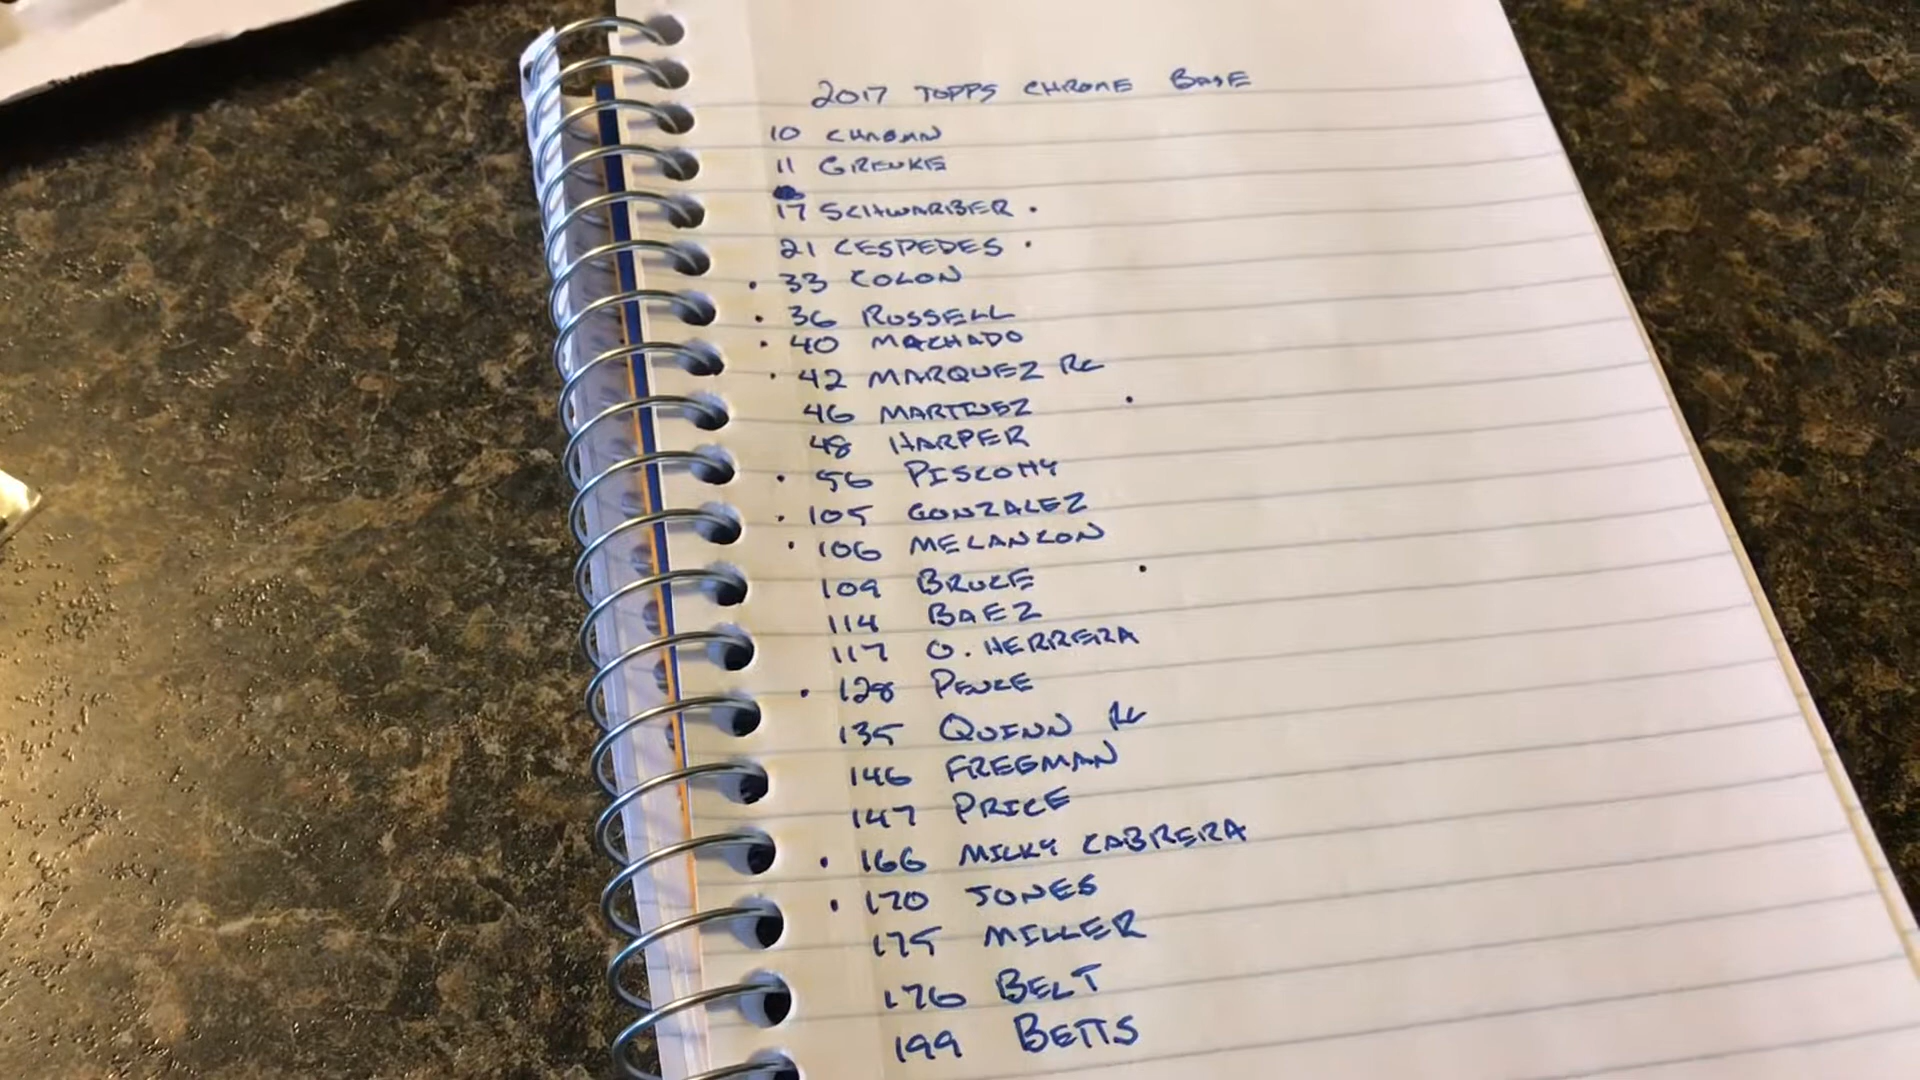 2017 TOPPS CHROME BASE
10 CHAPMAN
11 GREINKE
17 SCHWARBER .
21 CESPEDES .
. 33 COLON
. 36 RUSSELL
. 40 MACHADO
. 42 MARQUEZ RC
46 MARTINEZ .
48 HARPER
. 56 PISCOTTY
. 105 GONZALEZ
. 106 MELANCON
109 BRUCE .
114 BAEZ
117 O. HERRERA
. 128 PENCE
135 QUINN RC
146 FREEMAN
147 PRICE
. 166 MELKY CABRERA
. 170 JONES
175 MILLER
176 BELT
199 BETTS